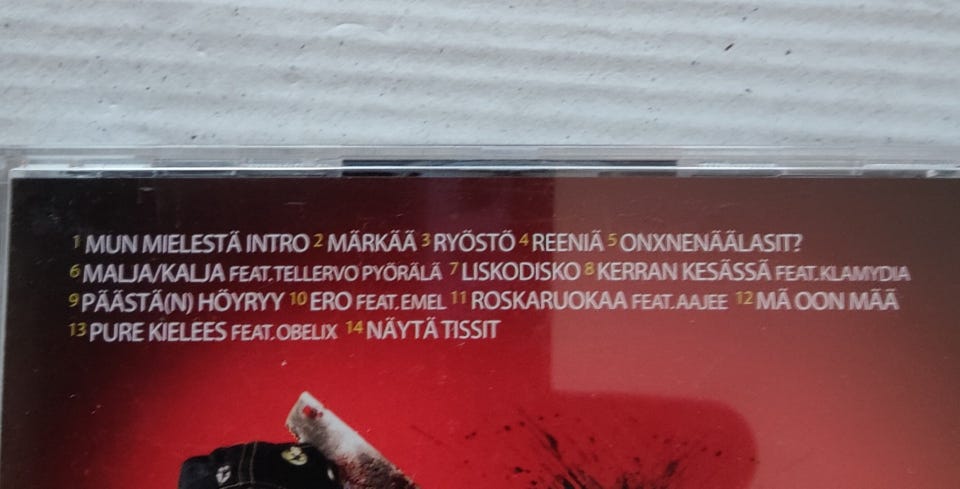 1 MUN MIELESTÄ INTRO 2 MÄRKÄÄ 3 RYÖSTÖ 4 REENIÄ 5 ONXNENÄÄLASIT?
6 MALJA/KALJA FEAT.TELLERVO PYÖRÄLÄ 7 LISKODISKO 8 KERRAN KESÄSSÄ FEAT.KLAMYDIA
9 PÄÄSTÄ(N) HÖYRYY 10 ERO FEAT.EMEL 11 ROSKARUOKAA FEAT.AAJEE 12 MÄ OON MÄÄ
13 PURE KIELEES FEAT.OBELIX 14 NÄYTÄ TISSIT